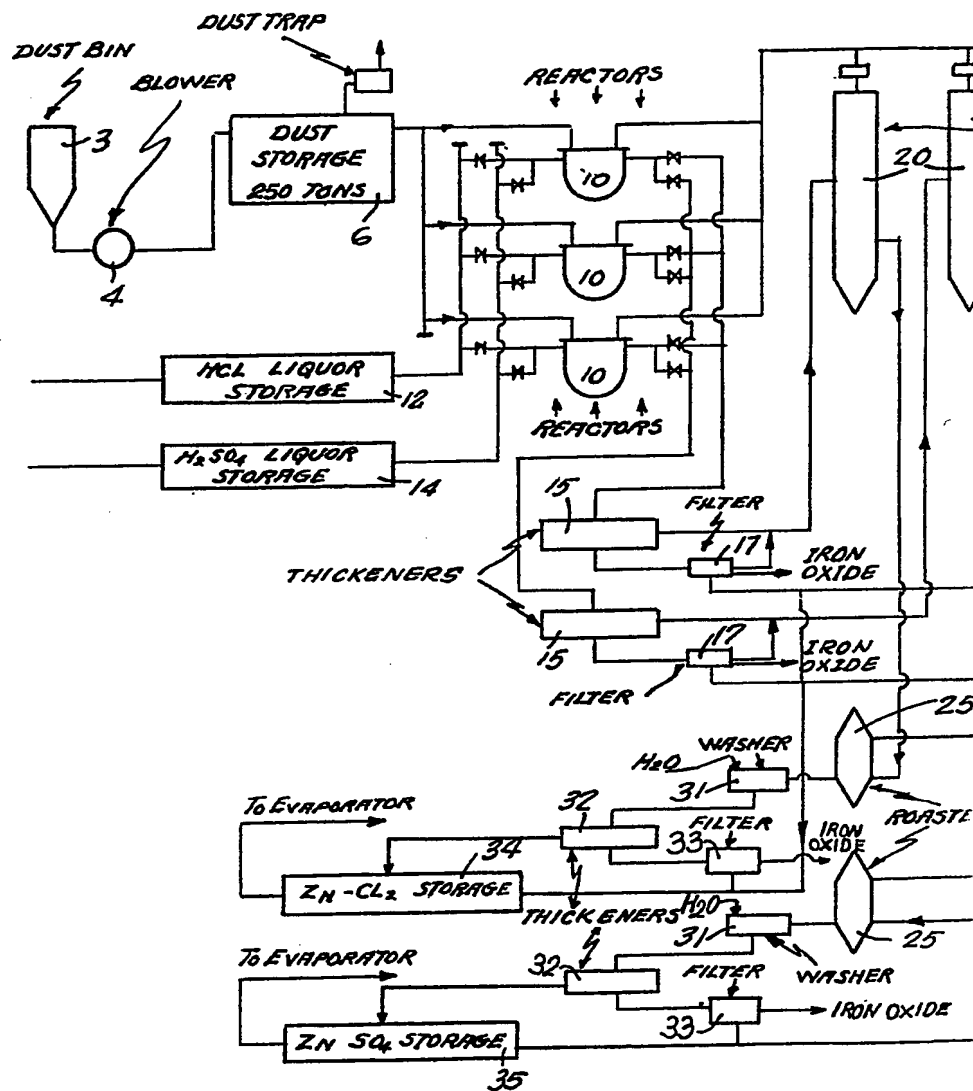 DUST TRAP
DUST BIN
BLOWER
REACTORS
3
DUST
STORAGE
250 TONS
6
4
10
10
10
20
REACTORS
HCL LIQUOR
STORAGE
12
H2SO4 LIQUOR
STORAGE
14
15
FILTER
17
IRON
OXIDE
THICKENERS
15
17
IRON
OXIDE
FILTER
25
WASHER
H2O
31
ROASTE
TO EVAPORATOR
32
FILTER
33
IRON
OXIDE
34
ZN-CL2 STORAGE
THICKENERS
H2O
31
25
WASHER
TO EVAPORATOR
32
FILTER
33
IRON OXIDE
ZN SO4 STORAGE
35